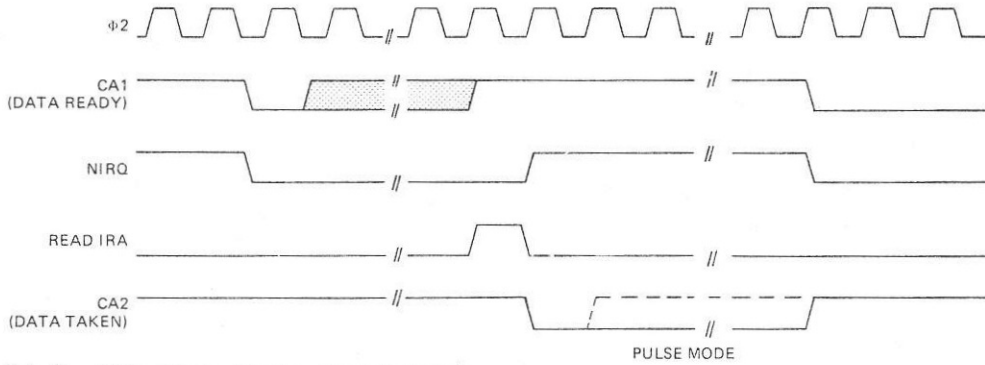 Φ2
CA1
(DATA READY)
NIRQ
READ IRA
CA2
(DATA TAKEN)
PULSE MODE